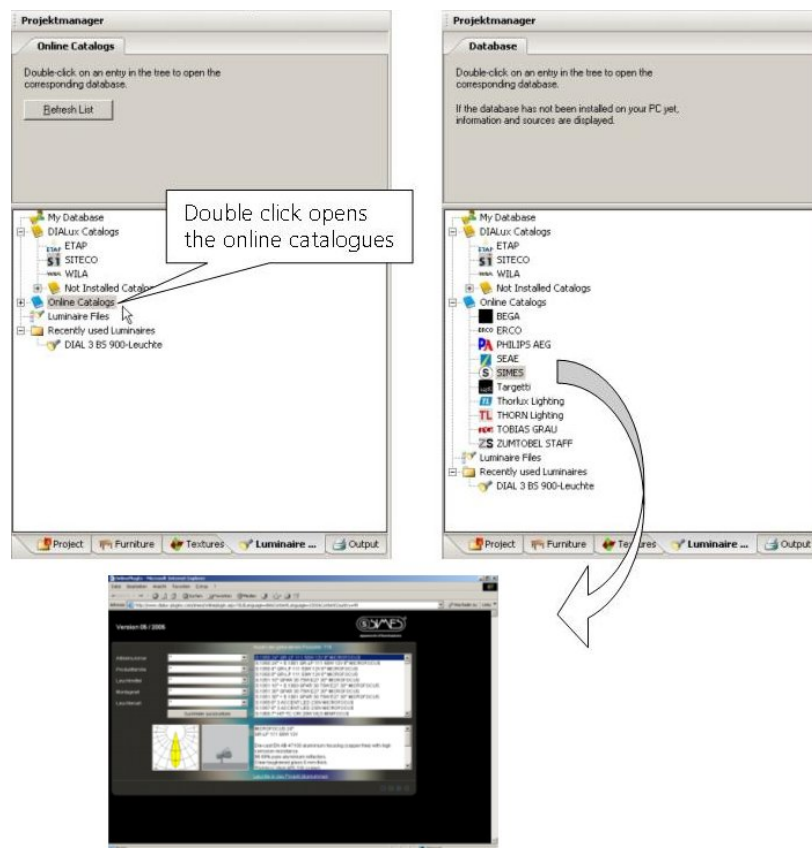 Projektmanager
Online Catalogs
Double-click on an entry in the tree to open the
corresponding database.
Refresh List
My Database
DIALux Catalogs
ETAP
SITECO
WILA
Not Installed Catalogs
Online Catalogs
Luminaire Files
Recently used Luminaires
DIAL 3 BS 900-Leuchte
Project Furniture Textures Luminaire ... Output
Double click opens
the online catalogues
Projektmanager
Database
Double-click on an entry in the tree to open the
corresponding database.
If the database has not been installed on your PC yet,
information and sources are displayed.
My Database
DIALux Catalogs
ETAP
SITECO
WILA
Not Installed Catalogs
Online Catalogs
BEGA
ERCO
PHILIPS AEG
SEAE
SIMES
Targetti
Thorlux Lighting
THORN Lighting
TOBIAS GRAU
ZUMTOBEL STAFF
Luminaire Files
Recently used Luminaires
DIAL 3 BS 900-Leuchte
Project Furniture Textures Luminaire ... Output
Version 05 / 2006
SIMES